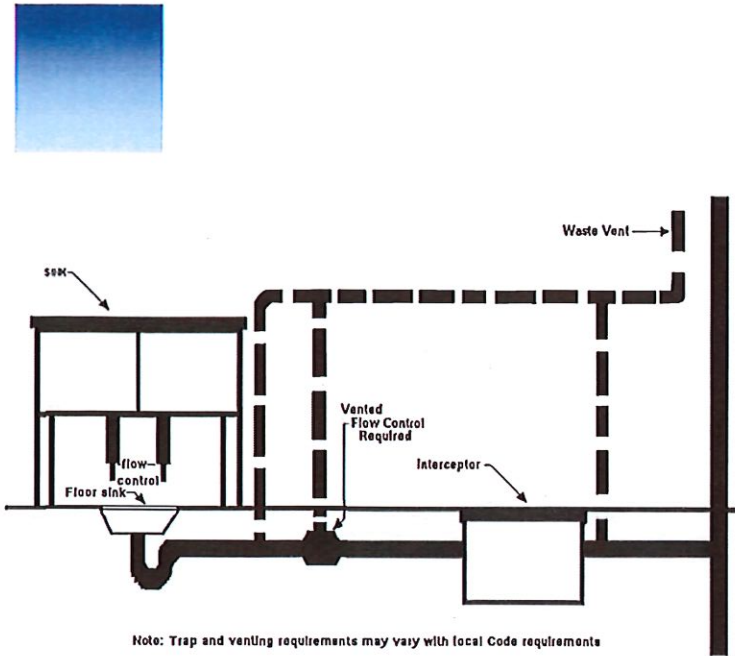 Waste Vent
Sink
Vented
Flow Control
Required
flow
control
Floor sink
Interceptor
Note: Trap and venting requirements may vary with local Code requirements